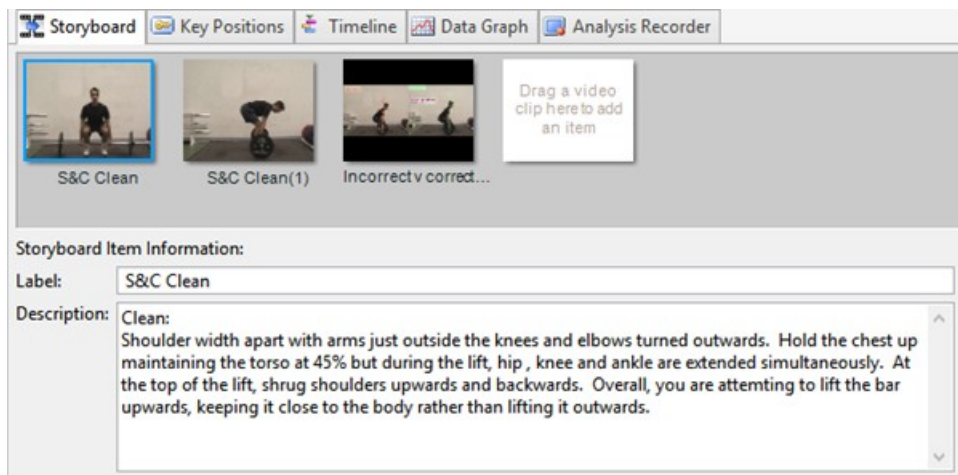 Storyboard Key Positions Timeline Data Graph Analysis Recorder
Drag a video
clip here to add
an item
S&C Clean S&C Clean(1) Incorrect v correct...
Storyboard Item Information:
Label: S&C Clean
Description: Clean:
Shoulder width apart with arms just outside the knees and elbows turned outwards. Hold the chest up
maintaining the torso at 45% but during the lift, hip , knee and ankle are extended simultaneously. At
the top of the lift, shrug shoulders upwards and backwards. Overall, you are attemting to lift the bar
upwards, keeping it close to the body rather than lifting it outwards.